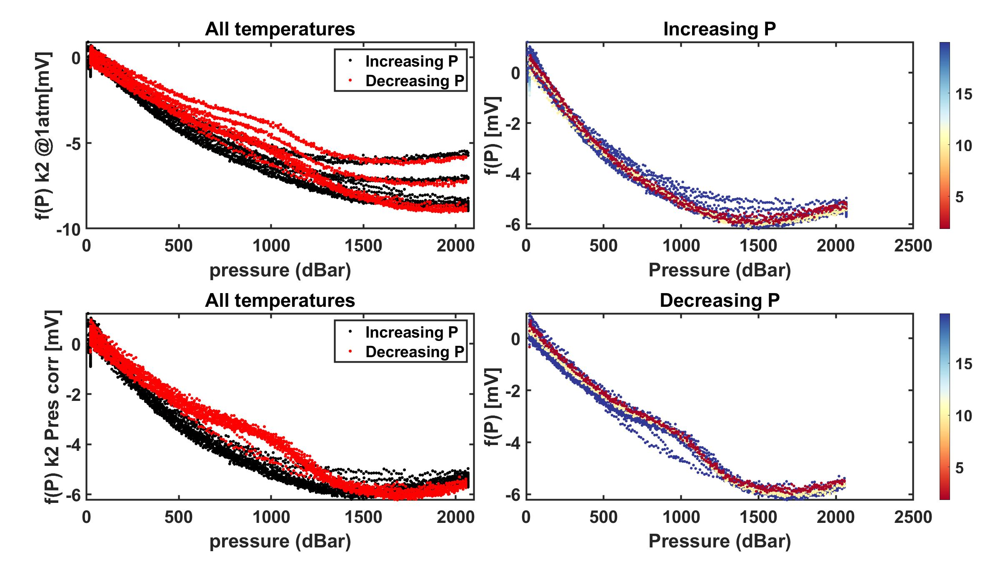 All temperatures
f(P) k2 @1atm[mV]
0
-5
-10
Increasing P
Decreasing P
0 500 1000 1500 2000
pressure (dBar)
Increasing P
f(P) [mV]
0
-2
-4
-6
0 500 1000 1500 2000 2500
Pressure (dBar)
15
10
5
All temperatures
f(P) k2 Pres corr [mV]
0
-2
-4
-6
Increasing P
Decreasing P
0 500 1000 1500 2000
pressure (dBar)
Decreasing P
f(P) [mV]
0
-2
-4
-6
0 500 1000 1500 2000 2500
Pressure (dBar)
15
10
5